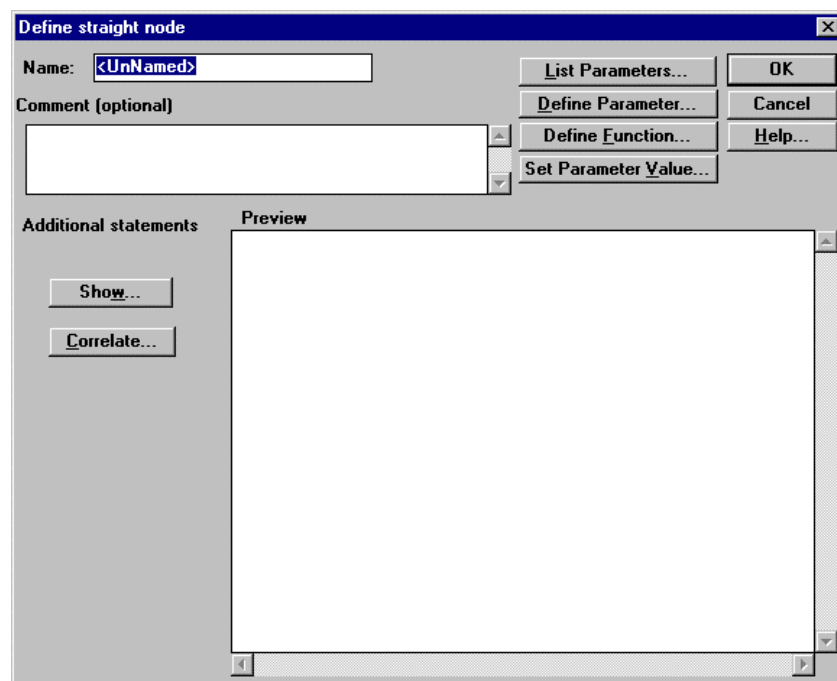 Define straight node
Name: <UnNamed>
List Parameters...
OK
Comment (optional)
Define Parameter...
Cancel
Define Function...
Help...
Set Parameter Value...
Additional statements
Preview
Show...
Correlate...